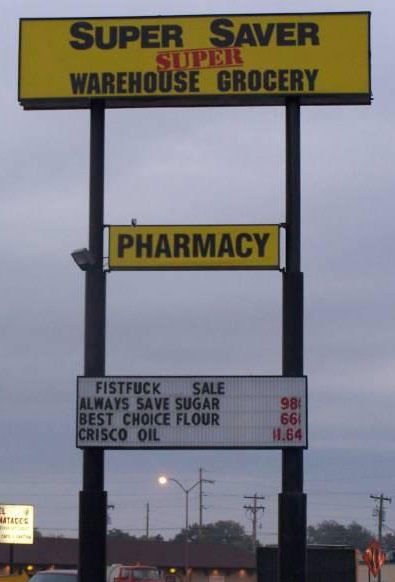 SUPER SAVER
SUPER
WAREHOUSE GROCERY
PHARMACY
FISTFUCK SALE
ALWAYS SAVE SUGAR 98¢
BEST CHOICE FLOUR 66¢
CRISCO OIL $1.64